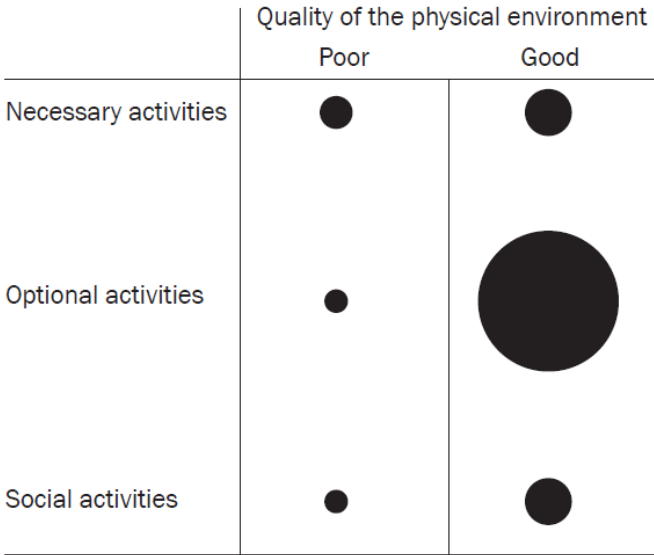 Quality of the physical environment
Poor Good
Necessary activities
Optional activities
Social activities